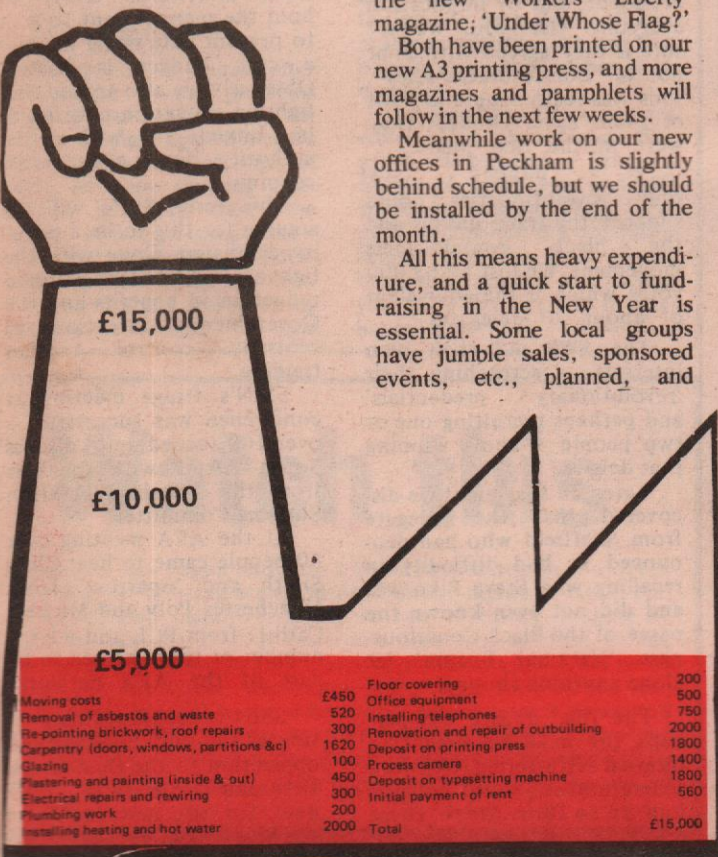 the new Workers' Liberty
magazine; 'Under Whose Flag?'
Both have been printed on our
new A3 printing press, and more
magazines and pamphlets will
follow in the next few weeks.
Meanwhile work on our new
offices in Peckham is slightly
behind schedule, but we should
be installed by the end of the
month.
All this means heavy expendi-
ture, and a quick start to fund-
raising in the New Year is
essential. Some local groups
have jumble sales, sponsored
events, etc., planned, and
£15,000
£10,000
£5,000
Moving costs £450
Removal of asbestos and waste 520
Re-pointing brickwork, roof repairs 300
Carpentry (doors, windows, partitions &c) 1620
Glazing 100
Plastering and painting (inside & out) 450
Electrical repairs and rewiring 300
Plumbing work 200
Installing heating and hot water 2000
Floor covering 200
Office equipment 500
Installing telephones 750
Renovation and repair of outbuilding 2000
Deposit on printing press 1800
Process camera 1400
Deposit on typesetting machine 1800
Initial payment of rent 560
Total £15,000